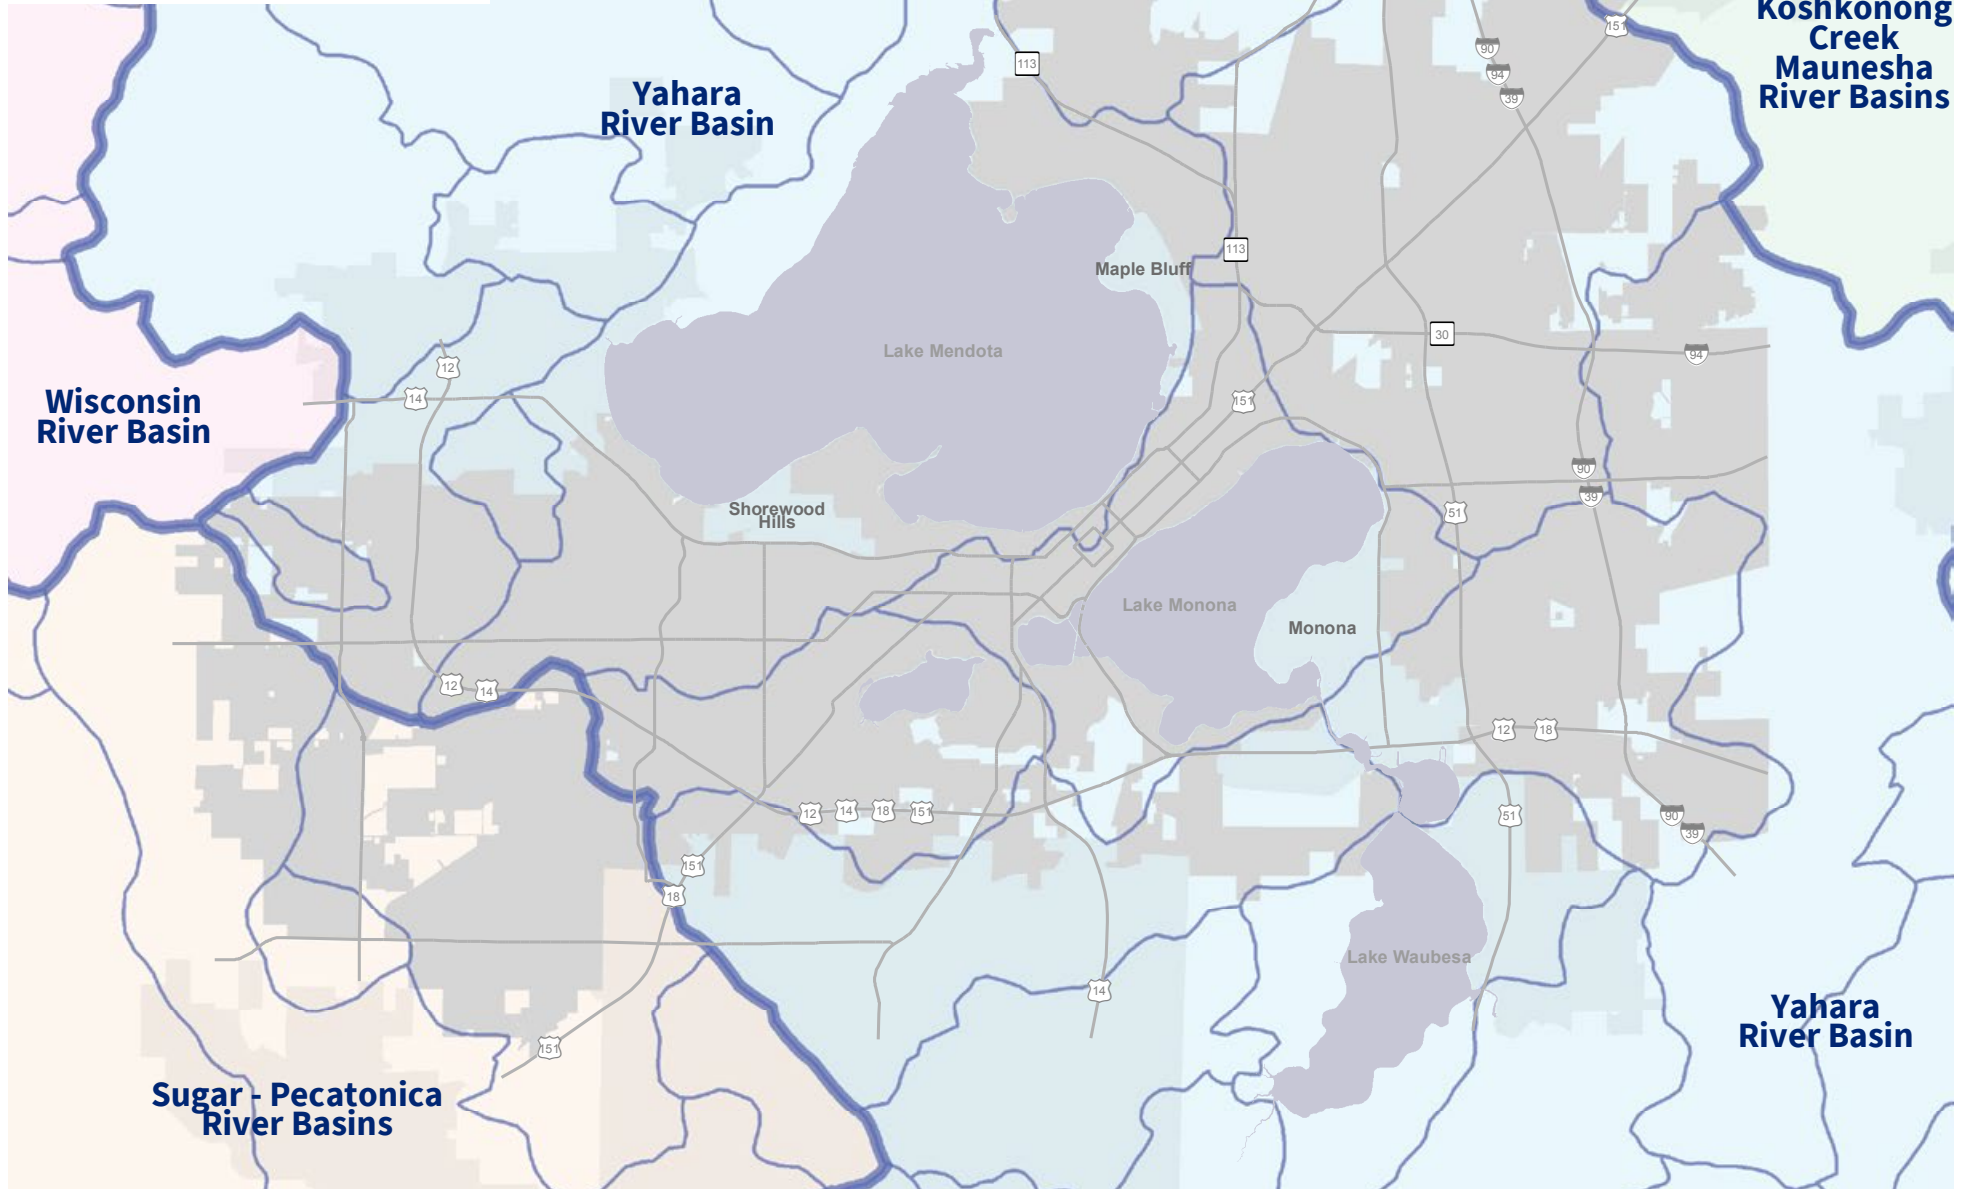 Koshkonong
Creek
Maunesha
River Basins
151
90
94
39
113
Yahara
River Basin
113
Maple Bluff
30
Lake Mendota
94
12
14
151
Wisconsin
River Basin
90
39
51
Shorewood
Hills
Lake Monona
Monona
12
14
12
18
12
14
18
151
51
90
39
151
18
Lake Waubesa
14
Yahara
River Basin
151
Sugar - Pecatonica
River Basins